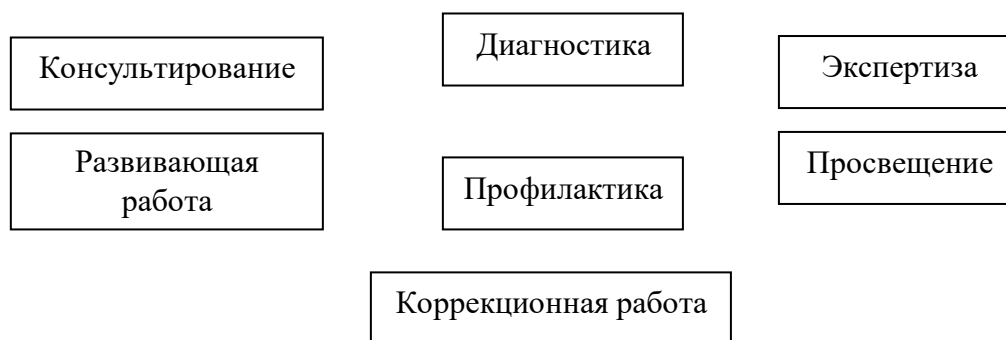 Консультирование
Диагностика
Экспертиза
Развивающая
работа
Профилактика
Просвещение
Коррекционная работа